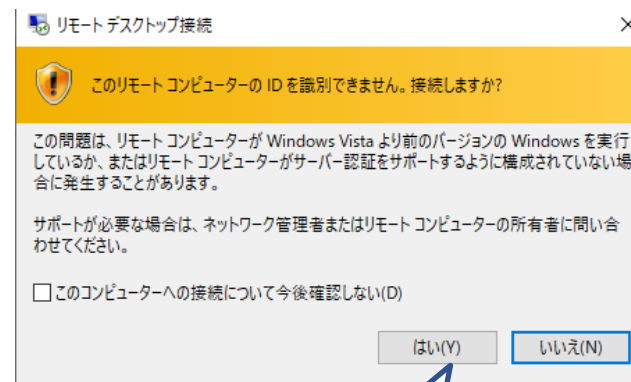 リモート デスクトップ接続
このリモート コンピューターの ID を識別できません。接続しますか?
この問題は、リモート コンピューターが Windows Vista より前のバージョンの Windows を実行
しているか、またはリモート コンピューターがサーバー認証をサポートするように構成されていない場
合に発生することがあります。
サポートが必要な場合は、ネットワーク管理者またはリモート コンピューターの所有者に問い合
わせてください。
このコンピューターへの接続について今後確認しない(D)
はい(Y)
いいえ(N)